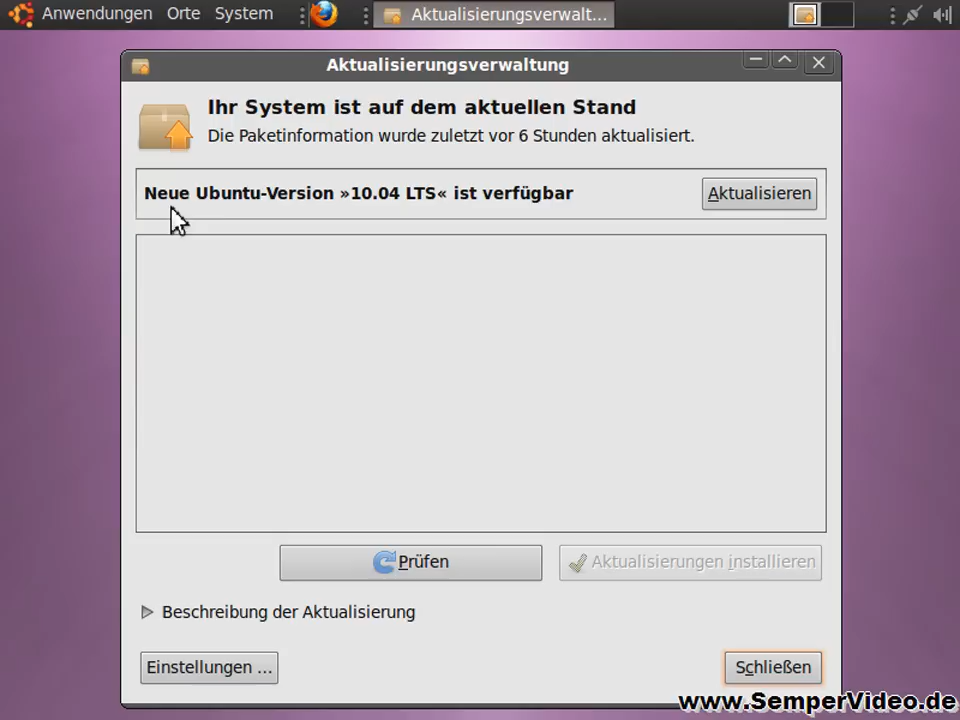 Anwendungen Orte System Aktualisierungsverwalt...
Aktualisierungsverwaltung
Ihr System ist auf dem aktuellen Stand
Die Paketinformation wurde zuletzt vor 6 Stunden aktualisiert.
Neue Ubuntu-Version »10.04 LTS« ist verfügbar Aktualisieren
Prüfen Aktualisierungen installieren
Beschreibung der Aktualisierung
Einstellungen ... Schließen
www.SemperVideo.de